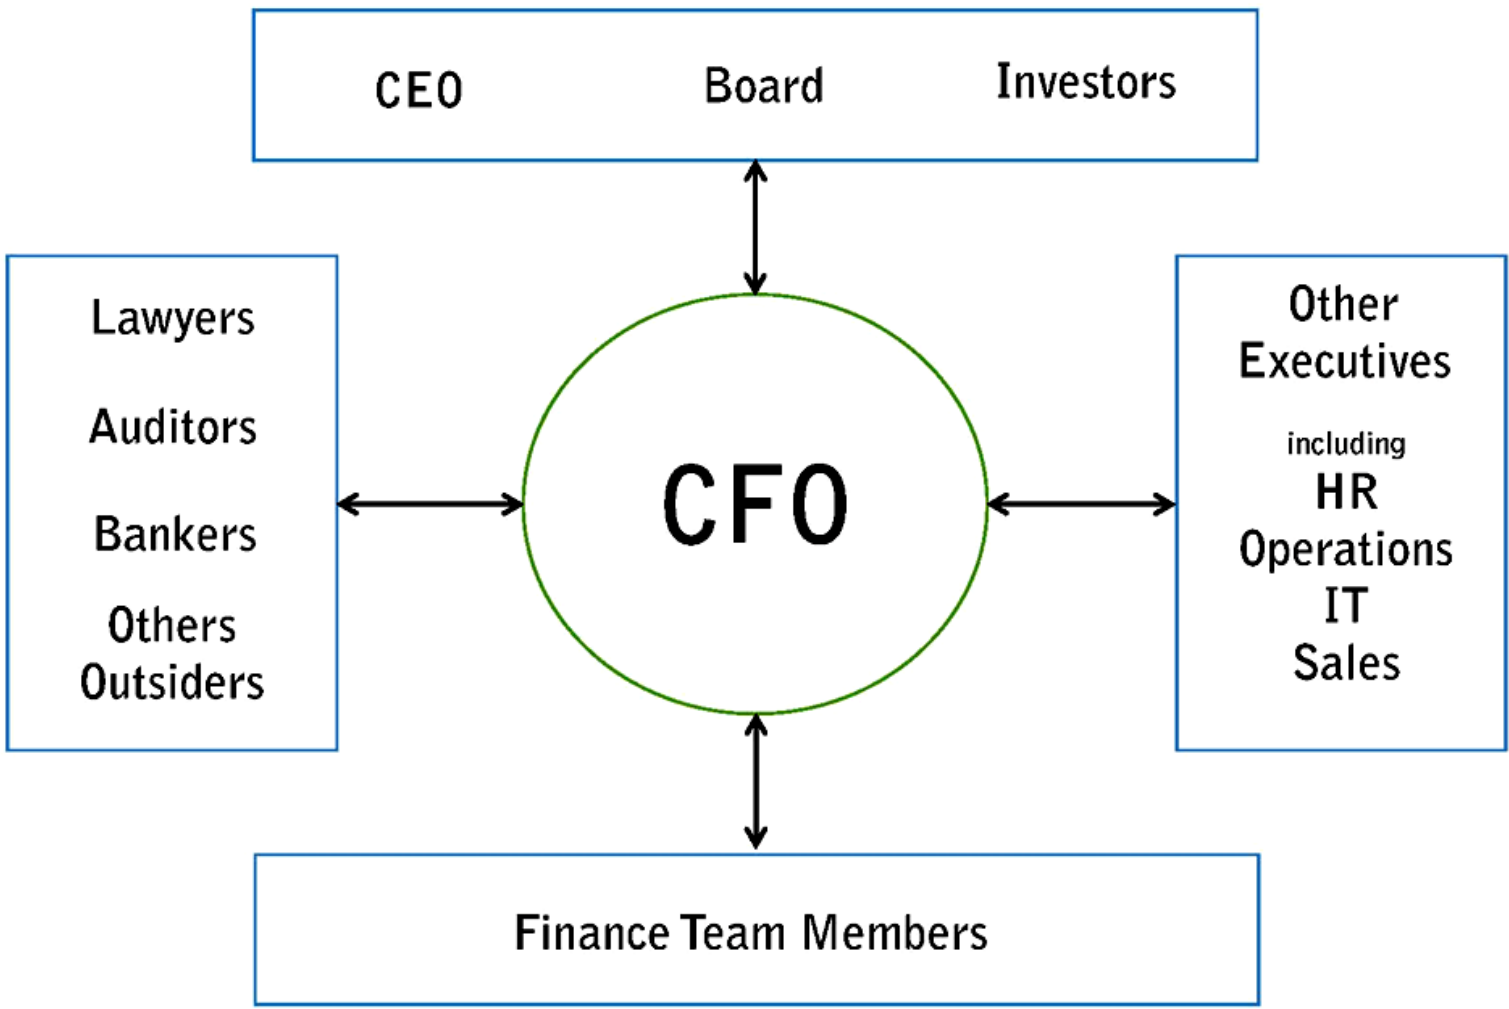 CEO
Board
Investors
Lawyers
Auditors
Bankers
Others
Outsiders
CFO
Other
Executives
including
HR
Operations
IT
Sales
Finance Team Members